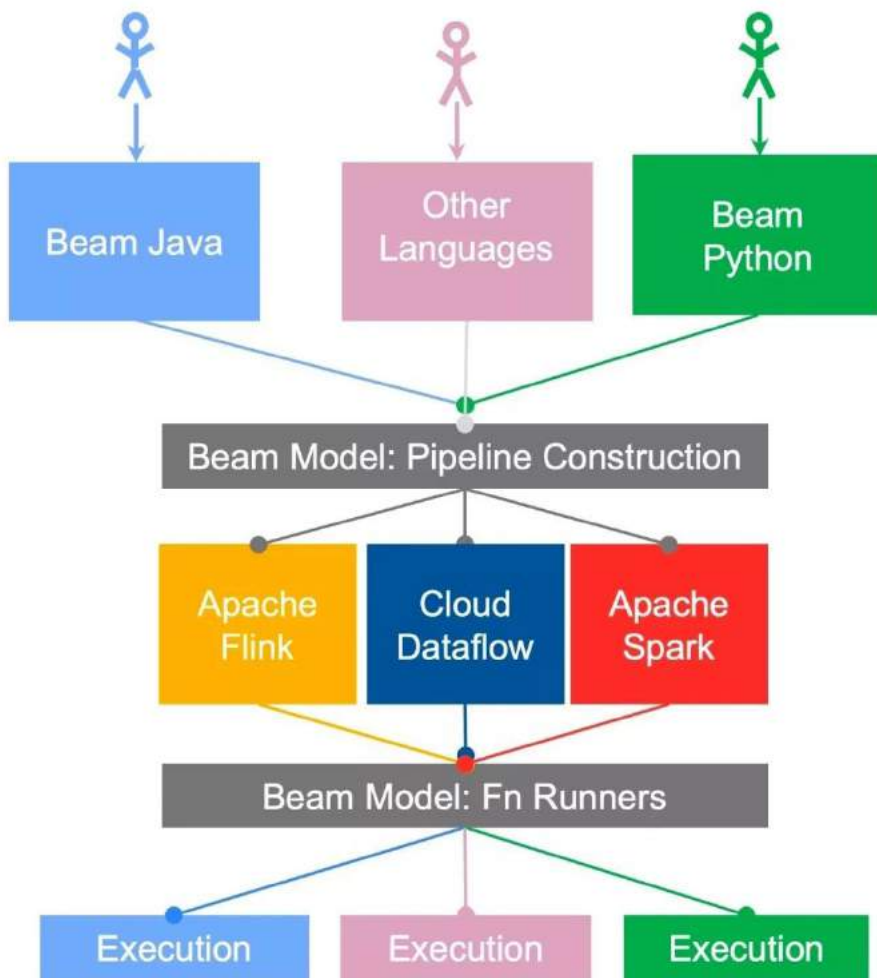 Beam Java
Other
Languages
Beam
Python
Beam Model: Pipeline Construction
Apache
Flink
Cloud
Dataflow
Apache
Spark
Beam Model: Fn Runners
Execution
Execution
Execution